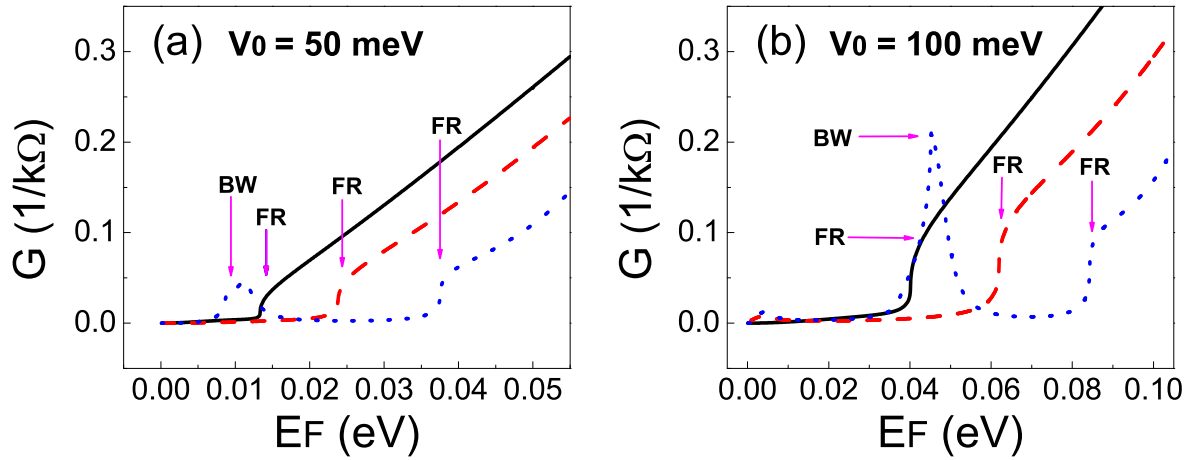 (a) V0 = 50 meV
0.3
0.2
0.1
0.0
G (1/kΩ)
BW
FR
FR
FR
0.00 0.01 0.02 0.03 0.04 0.05
EF (eV)
(b) V0 = 100 meV
0.3
0.2
0.1
0.0
G (1/kΩ)
BW
FR
FR
FR
0.00 0.02 0.04 0.06 0.08 0.10
EF (eV)